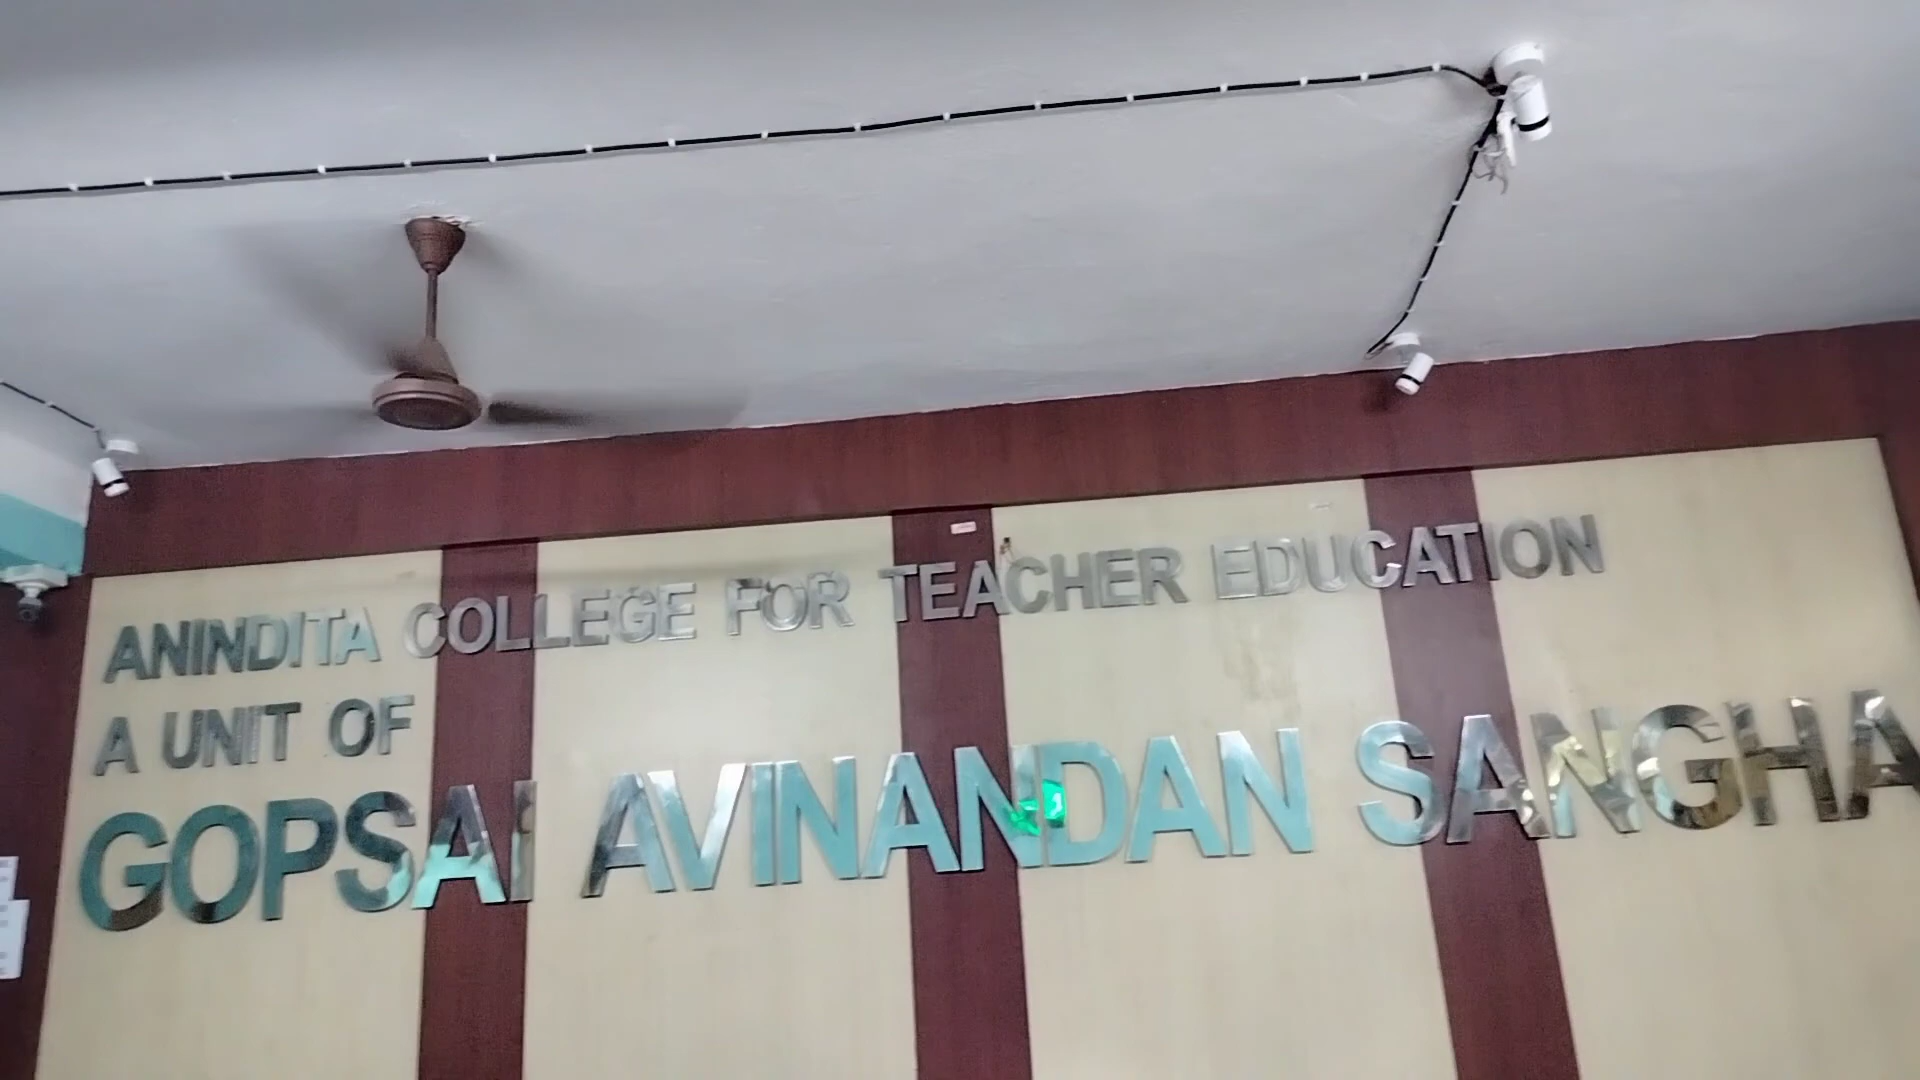 ANINDITA COLLEGE FOR TEACHER EDUCATION
A UNIT OF
GOPSAI AVINANDAN SANGHA